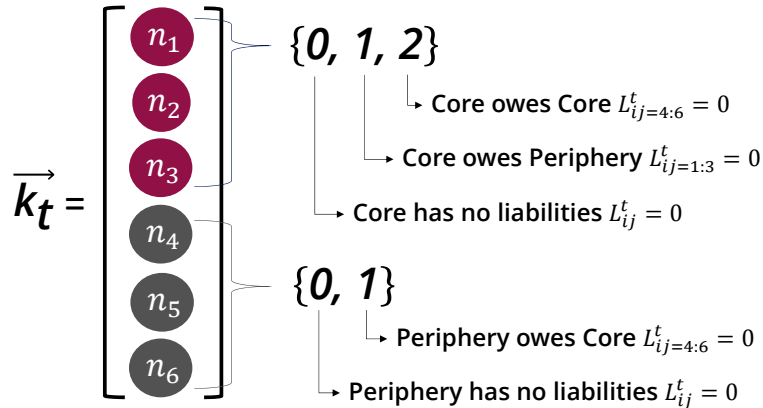 n_1
{0, 1, 2}
n_2
Core owes Core L^t_{ij=4:6} = 0
n_3
Core owes Periphery L^t_{ij=1:3} = 0
\overrightarrow{k_t} =
n_4
Core has no liabilities L^t_{ij} = 0
n_5
{0, 1}
Periphery owes Core L^t_{ij=4:6} = 0
n_6
Periphery has no liabilities L^t_{ij} = 0